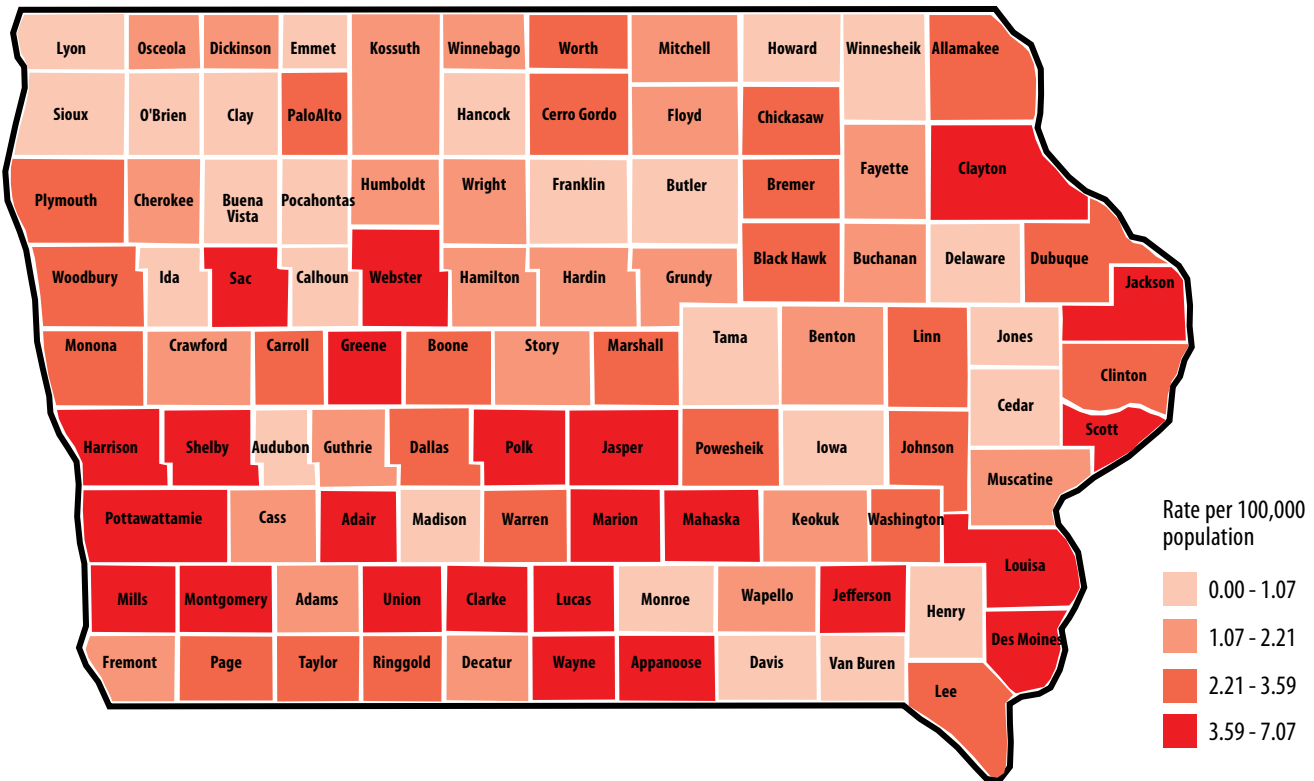 Lyon
Osceola
Dickinson
Emmet
Kossuth
Winnebago
Worth
Mitchell
Howard
Winnesheik
Allamakee
Sioux
O'Brien
Clay
PaloAlto
Hancock
Cerro Gordo
Floyd
Chickasaw
Fayette
Clayton
Plymouth
Cherokee
Buena
Vista
Pocahontas
Humboldt
Wright
Franklin
Butler
Bremer
Woodbury
Ida
Sac
Calhoun
Webster
Hamilton
Hardin
Grundy
Black Hawk
Buchanan
Delaware
Dubuque
Jackson
Monona
Crawford
Carroll
Greene
Boone
Story
Marshall
Tama
Benton
Linn
Jones
Clinton
Cedar
Harrison
Shelby
Audubon
Guthrie
Dallas
Polk
Jasper
Powesheik
Iowa
Johnson
Scott
Muscatine
Pottawattamie
Cass
Adair
Madison
Warren
Marion
Mahaska
Keokuk
Washington
Louisa
Mills
Montgomery
Adams
Union
Clarke
Lucas
Monroe
Wapello
Jefferson
Henry
Des Moines
Fremont
Page
Taylor
Ringgold
Decatur
Wayne
Appanoose
Davis
Van Buren
Lee
Rate per 100,000
population
0.00 - 1.07
1.07 - 2.21
2.21 - 3.59
3.59 - 7.07